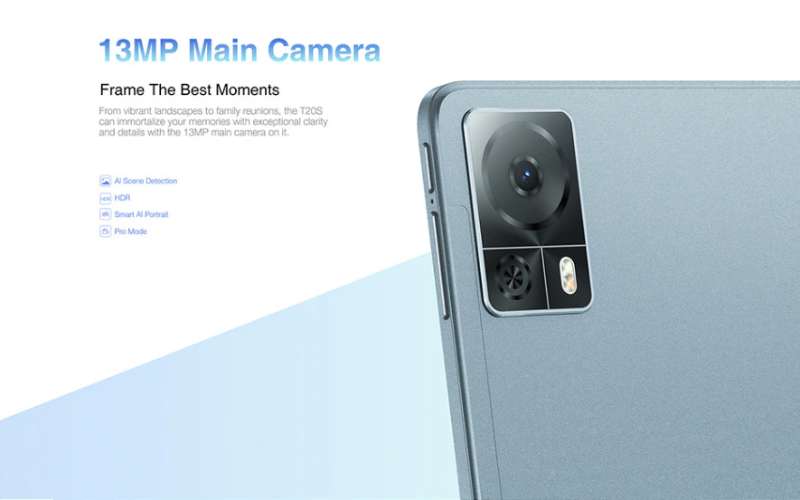 13MP Main Camera
Frame The Best Moments
From vibrant landscapes to family reunions, the T20S
can immortalize your memories with exceptional clarity
and details with the 13MP main camera on it.
AI Scene Detection
HDR
Smart AI Portrait
Pro Mode